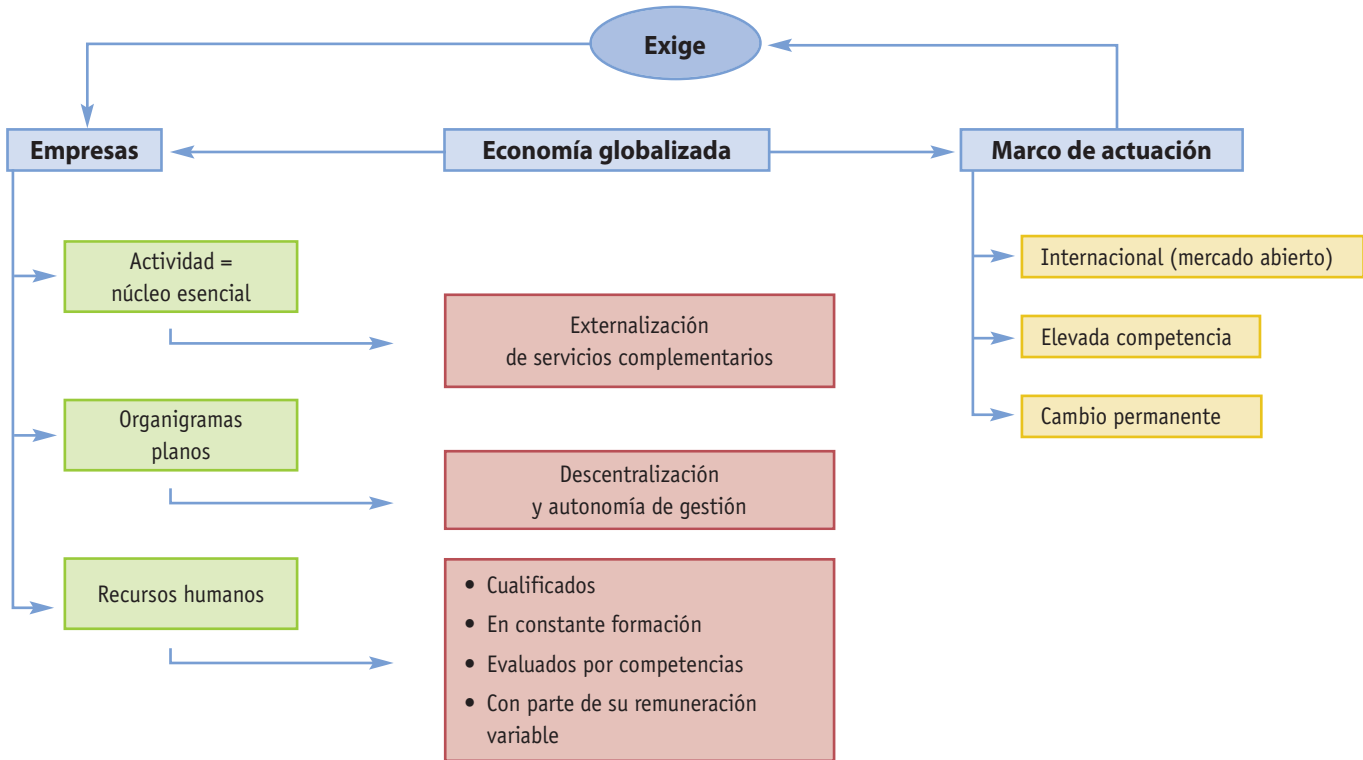 Exige
Empresas
Economía globalizada
Marco de actuación
Actividad =
núcleo esencial
Externalización
de servicios complementarios
Organigramas
planos
Descentralización
y autonomía de gestión
Recursos humanos
• Cualificados
• En constante formación
• Evaluados por competencias
• Con parte de su remuneración
variable
Internacional (mercado abierto)
Elevada competencia
Cambio permanente